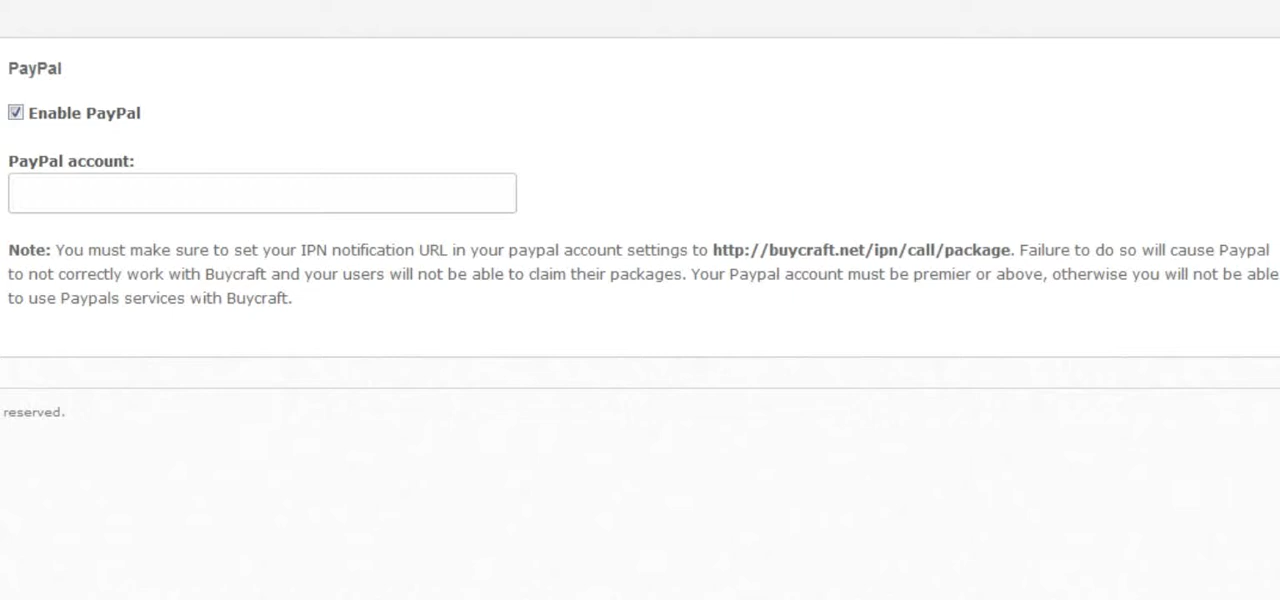 PayPal
Enable PayPal
PayPal account:
Note: You must make sure to set your IPN notification URL in your paypal account settings to http://buycraft.net/ipn/call/package. Failure to do so will cause Paypal
to not correctly work with Buycraft and your users will not be able to claim their packages. Your Paypal account must be premier or above, otherwise you will not be able
to use Paypals services with Buycraft.
reserved.